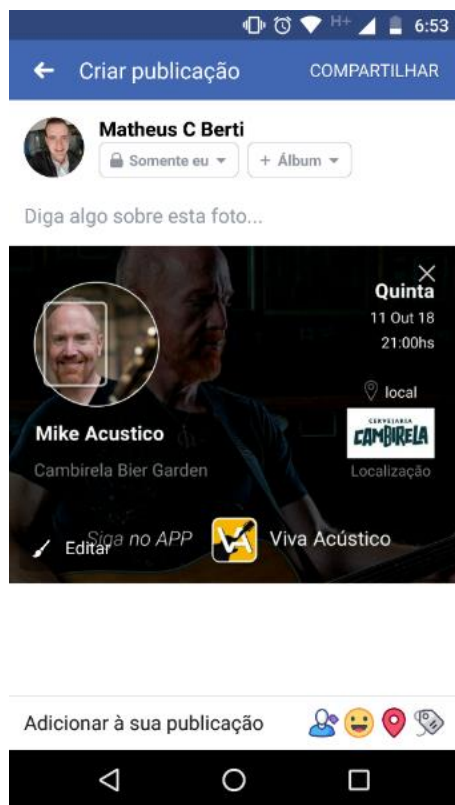 H+ 6:53
Criar publicação COMPARTILHAR
Matheus C Berti
Somente eu + Álbum
Diga algo sobre esta foto...
Quinta
11 Out 18
21:00hs
local
CERVEJARIA
CAMBIRELA
Localização
Mike Acustico
Cambirela Bier Garden
Siga no APP VA Viva Acústico
Editar
Adicionar à sua publicação